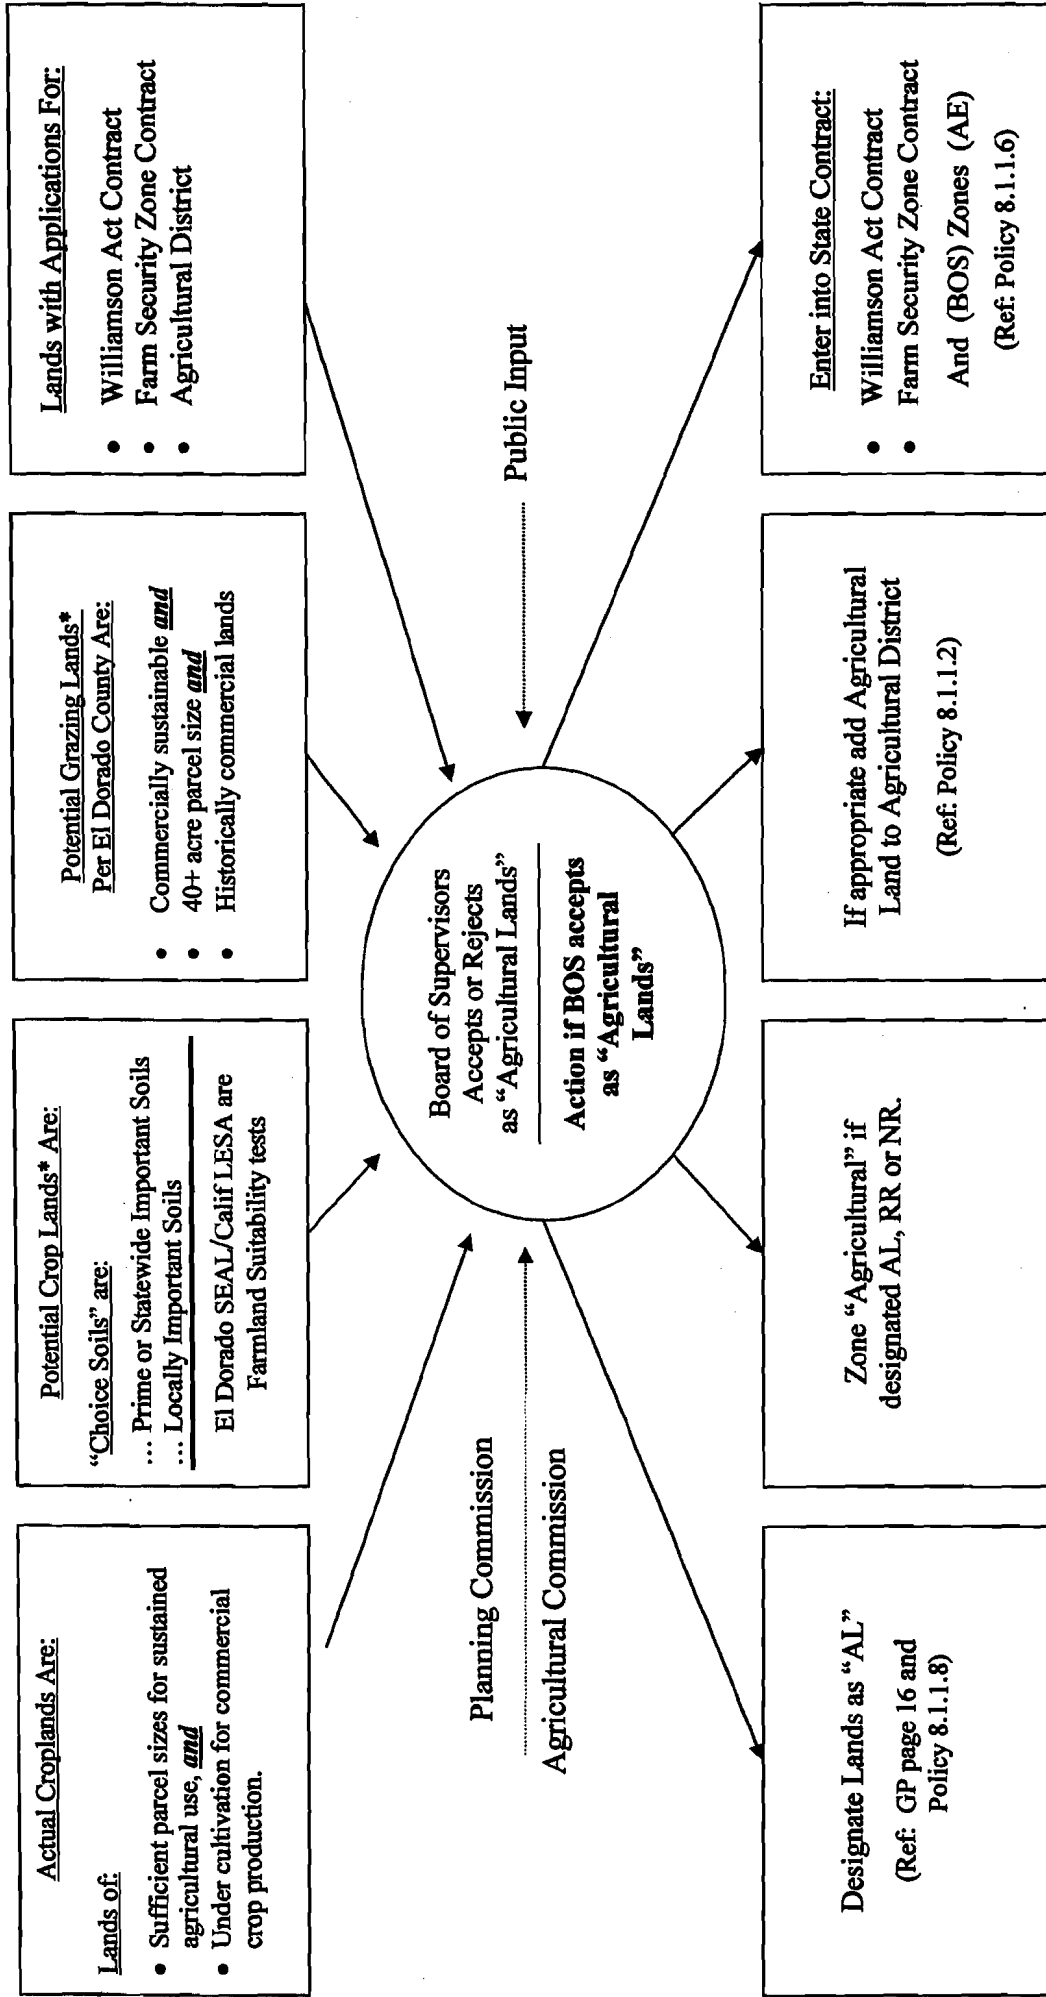 Actual Croplands Are:
Lands of:
• Sufficient parcel sizes for sustained
agricultural use, and
• Under cultivation for commercial
crop production.
Potential Crop Lands* Are:
“Choice Soils” are:
… Prime or Statewide Important Soils
… Locally Important Soils
El Dorado SEAL/Calif LESA are
Farmland Suitability tests
Potential Grazing Lands*
Per El Dorado County Are:
• Commercially sustainable and
• 40+ acre parcel size and
• Historically commercial lands
Lands with Applications For:
• Williamson Act Contract
• Farm Security Zone Contract
• Agricultural District
Planning Commission
Agricultural Commission
Board of Supervisors
Accepts or Rejects
as “Agricultural Lands”
Action if BOS accepts
as “Agricultural
Lands”
Public Input
Designate Lands as “AL”
(Ref: GP page 16 and
Policy 8.1.1.8)
Zone “Agricultural” if
designated AL, RR or NR.
If appropriate add Agricultural
Land to Agricultural District
(Ref: Policy 8.1.1.2)
Enter into State Contract:
• Williamson Act Contract
• Farm Security Zone Contract
And (BOS) Zones (AE)
(Ref: Policy 8.1.1.6)